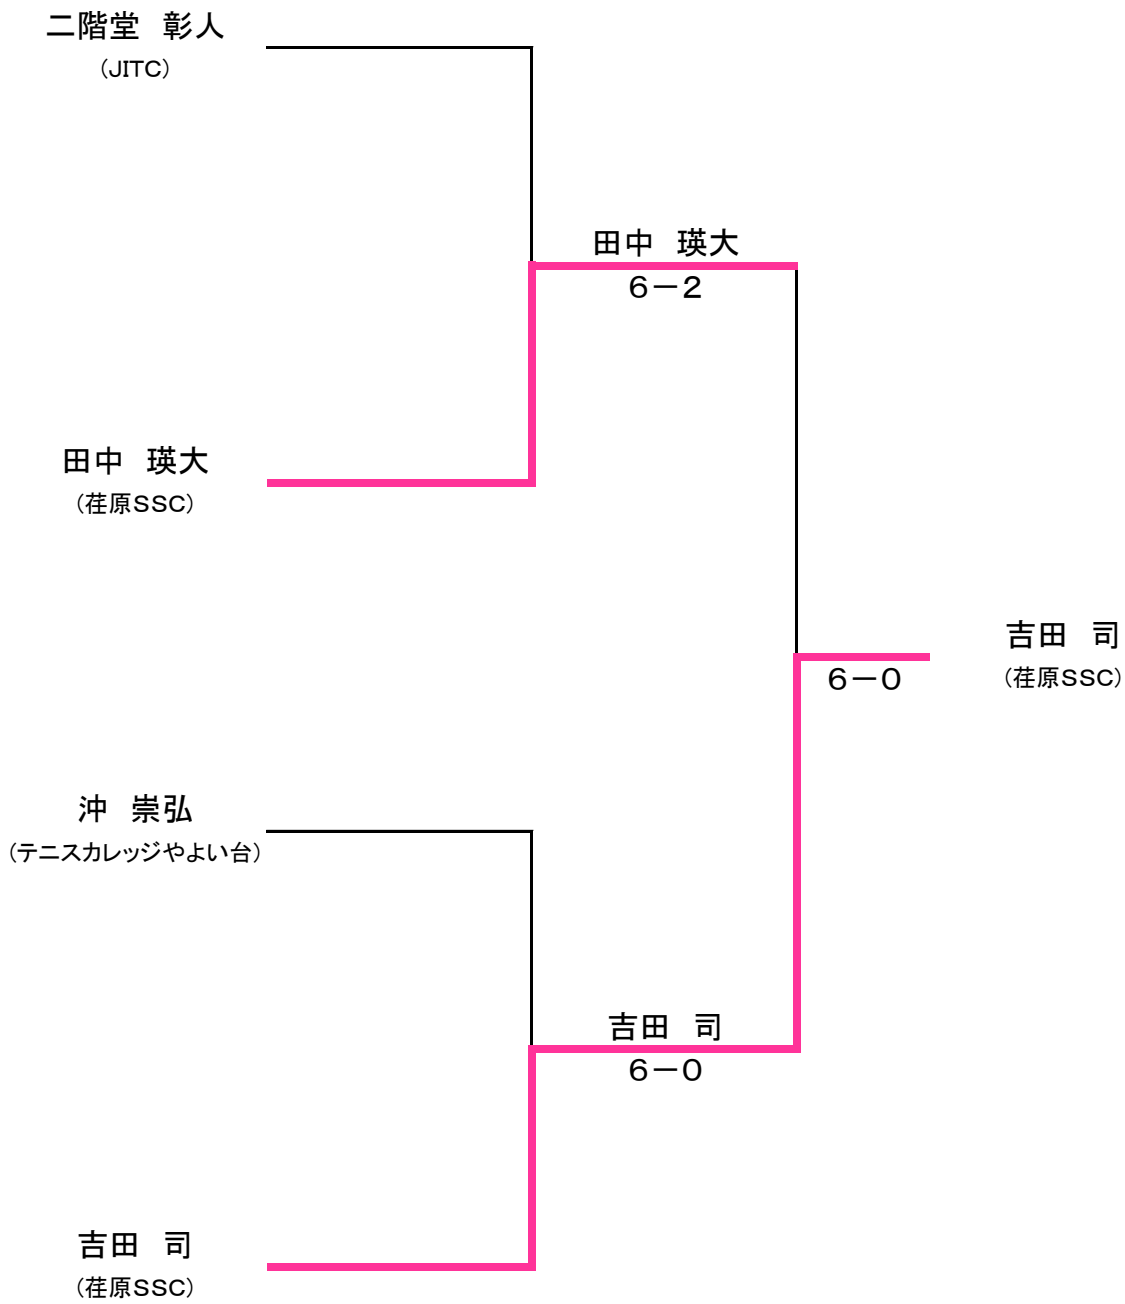 二階堂　彰人
（JITC）
田中　瑛大
６－２
田中　瑛大
（荏原SSC）
吉田　司
（荏原SSC）
６－０
沖　崇弘
（テニスカレッジやよい台）
吉田　司
６－０
吉田　司
（荏原SSC）